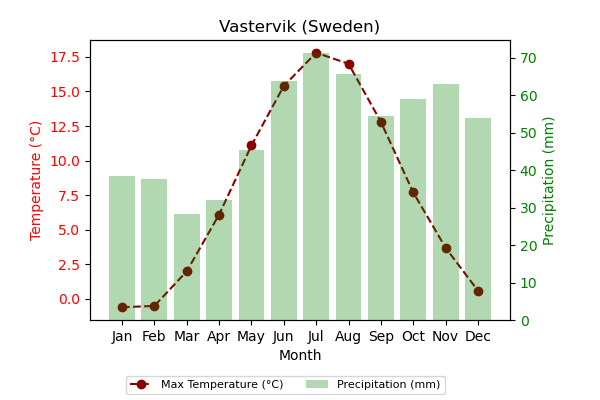 Vastervik (Sweden)
17.5
15.0
12.5
10.0
7.5
5.0
2.5
0.0
Temperature (°C)
70
60
50
40
30
20
10
0
Precipitation (mm)
Jan Feb Mar Apr May Jun Jul Aug Sep Oct Nov Dec
Month
Max Temperature (°C) Precipitation (mm)